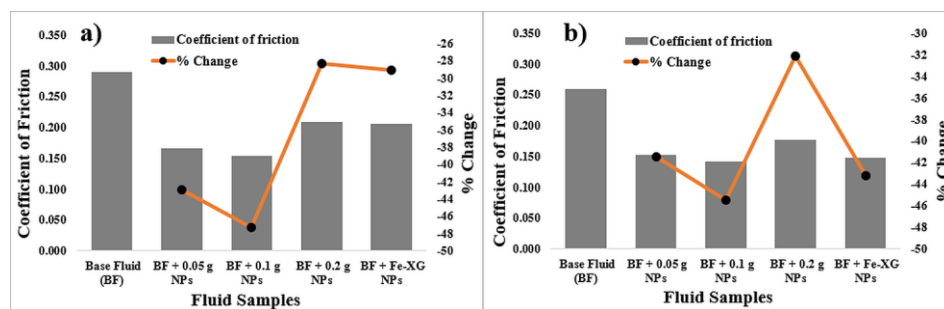 a)
Coefficient of friction
% Change
0.350
0.300
0.250
0.200
0.150
0.100
0.050
0.000
Coefficient of Friction
-26
-28
-30
-32
-34
-36
-38
-40
-42
-44
-46
-48
-50
% Change
Base Fluid (BF)
BF + 0.05 g NPs
BF + 0.1 g NPs
BF + 0.2 g NPs
BF + Fe-XG NPs
Fluid Samples
b)
Coefficient of friction
% Change
0.350
0.300
0.250
0.200
0.150
0.100
0.050
0.000
Coefficient of Friction
-30
-32
-34
-36
-38
-40
-42
-44
-46
-48
-50
% Change
Base Fluid (BF)
BF + 0.05 g NPs
BF + 0.1 g NPs
BF + 0.2 g NPs
BF + Fe-XG NPs
Fluid Samples